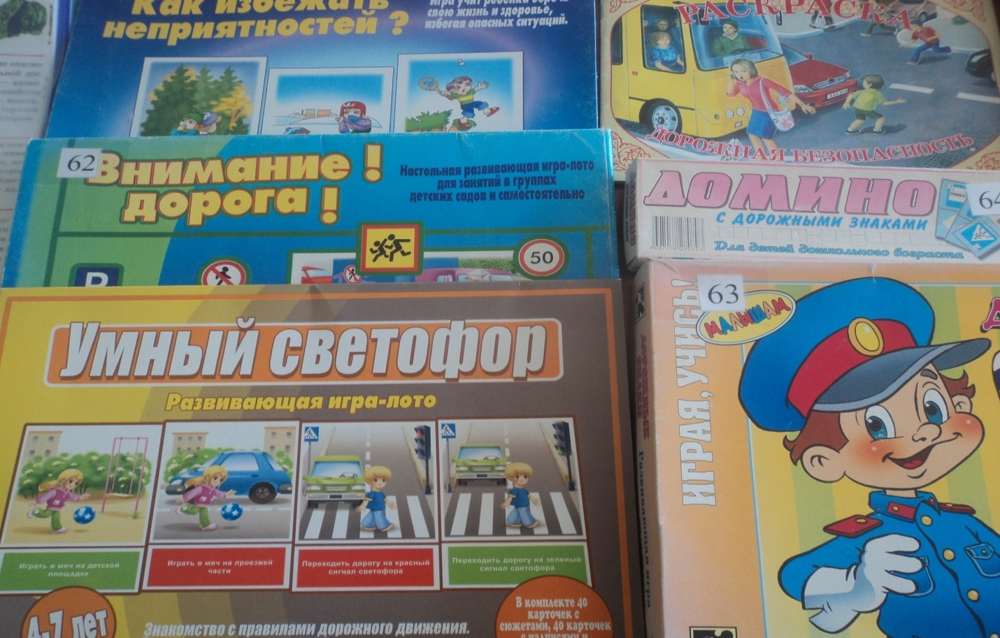 Как избежать
неприятностей ?
свою жизнь и здоровье,
избегая опасных ситуаций.
РАСКРАСКА
ДОРОЖНАЯ БЕЗОПАСНОСТЬ
62
Внимание !
дорога !
Настольная развивающая игра-лото
для занятий в группах
детских садов и самостоятельно
P
50
ДОМИНО
64
С ДОРОЖНЫМИ ЗНАКАМИ
Для детей дошкольного возраста
Умный светофор
Развивающая игра-лото
Играть в мяч на детской
площадке
Играть в мяч на проезжей
части
Переходить дорогу на красный
сигнал светофора
Переходить дорогу на зеленый
сигнал светофора
4-7 лет
Знакомство с правилами дорожного движения.
В комплекте 40
карточек с
сюжетами, 40 карточек
63
МАЛЫШАМ
ИГРАЯ, УЧИСЬ!
Развивающая игра